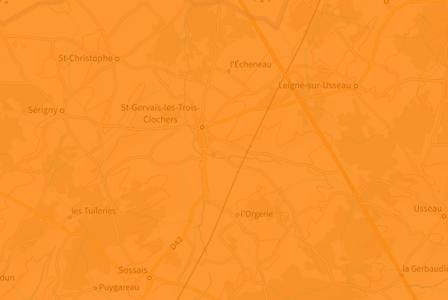 St-Christophe
l'Écheneau
Leigné-sur-Usseau
Sérigny
St-Gervais-les-Trois-
Clochers
les Tuileries
l'Orgerie
Usseau
D42
Sossais
la Gerbaudi
dun
Puygareau